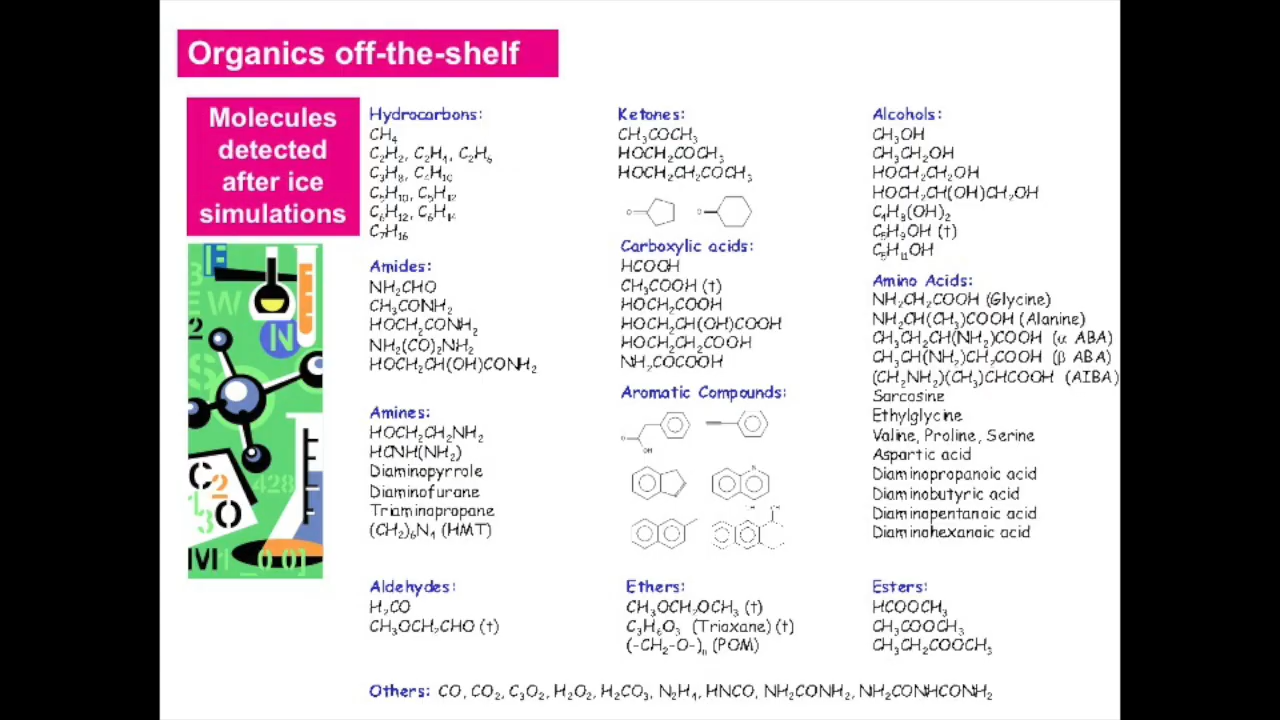 Organics off-the-shelf
Molecules
detected
after ice
simulations
Hydrocarbons:
CH₄
C₂H₂, C₂H₄, C₂H₆
C₃H₈, C₄H₁₀
C₅H₁₀, C₅H₁₂
C₆H₁₂, C₆H₁₄
C₇H₁₆
Amides:
NH₂CHO
CH₃CONH₂
HOCH₂CONH₂
NH₂(CO)₂NH₂
HOCH₂CH(OH)CONH₂
Amines:
HOCH₂CH₂NH₂
HCNH(NH₂)
Diaminopyrrole
Diaminofurane
Triaminopropane
(CH₂)₆N₄ (HMT)
Aldehydes:
H₂CO
CH₃OCH₂CHO (t)
Ketones:
CH₃COCH₃
HOCH₂COCH₃
HOCH₂CH₂COCH₃
O O
Carboxylic acids:
HCOOH
CH₃COOH (t)
HOCH₂COOH
HOCH₂CH(OH)COOH
HOCH₂CH₂COOH
NH₂COCOOH
Aromatic Compounds:
O
OH
N
Ethers:
CH₃OCH₂OCH₃ (t)
C₃H₆O₃ (Trioxane) (t)
(-CH₂-O-)ₙ (POM)
Alcohols:
CH₃OH
CH₃CH₂OH
HOCH₂CH₂OH
HOCH₂CH(OH)CH₂OH
C₄H₈(OH)₂
C₅H₉OH (t)
C₅H₁₁OH
Amino Acids:
NH₂CH₂COOH (Glycine)
NH₂CH(CH₃)COOH (Alanine)
CH₃CH₂CH(NH₂)COOH (α ABA)
CH₃CH(NH₂)CH₂COOH (β ABA)
(CH₂NH₂)(CH₃)CHCOOH (AIBA)
Sarcosine
Ethylglycine
Valine, Proline, Serine
Aspartic acid
Diaminopropanoic acid
Diaminobutyric acid
Diaminopentanoic acid
Diaminohexanoic acid
Esters:
HCOOCH₃
CH₃COOCH₃
CH₃CH₂COOCH₃
Others: CO, CO₂, C₃O₂, H₂O₂, H₂CO₃, N₂H₄, HNCO, NH₂CONH₂, NH₂CONHCONH₂